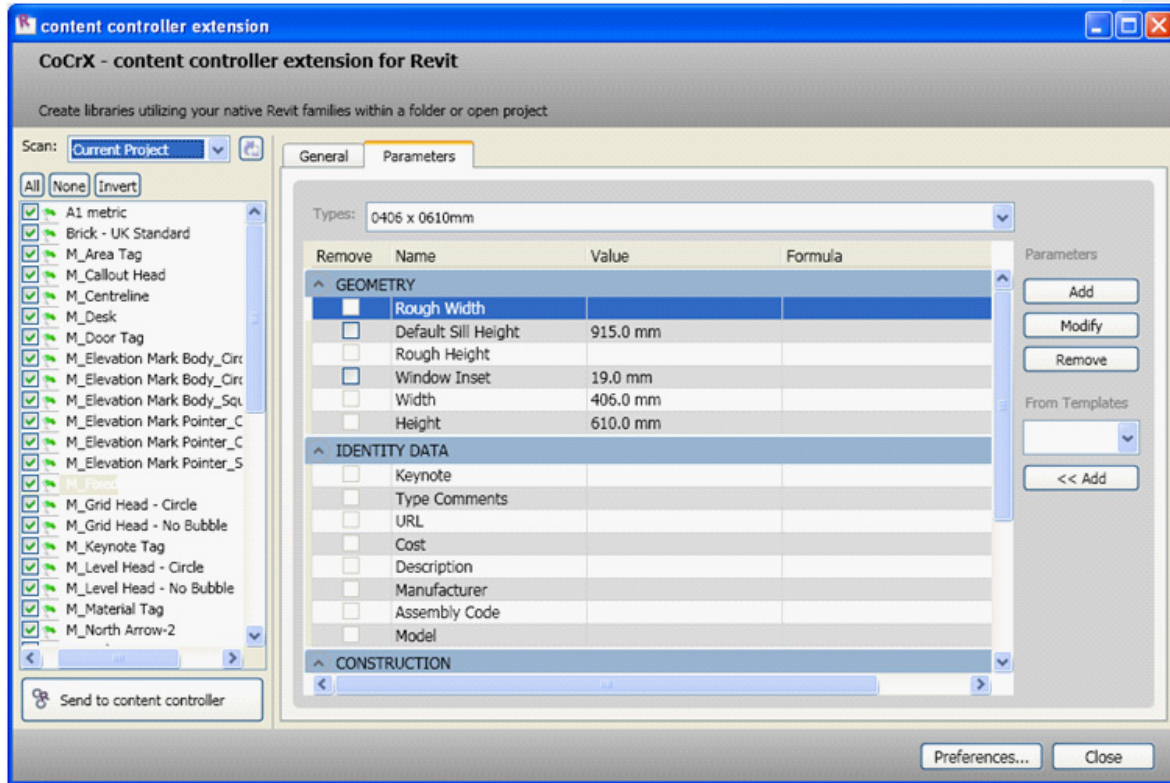 content controller extension
CoCrX - content controller extension for Revit
Create libraries utilizing your native Revit families within a folder or open project
Scan: Current Project
All None Invert
A1 metric
Brick - UK Standard
M_Area Tag
M_Callout Head
M_Centreline
M_Desk
M_Door Tag
M_Elevation Mark Body_Circ
M_Elevation Mark Body_Circ
M_Elevation Mark Body_Squ
M_Elevation Mark Pointer_C
M_Elevation Mark Pointer_C
M_Elevation Mark Pointer_S
M_Fixed
M_Grid Head - Circle
M_Grid Head - No Bubble
M_Keynote Tag
M_Level Head - Circle
M_Level Head - No Bubble
M_Material Tag
M_North Arrow-2
Send to content controller
General Parameters
Types: 0406 x 0610mm
Remove Name Value Formula
GEOMETRY
Rough Width
Default Sill Height 915.0 mm
Rough Height
Window Inset 19.0 mm
Width 406.0 mm
Height 610.0 mm
IDENTITY DATA
Keynote
Type Comments
URL
Cost
Description
Manufacturer
Assembly Code
Model
CONSTRUCTION
Parameters
Add
Modify
Remove
From Templates
<< Add
Preferences... Close